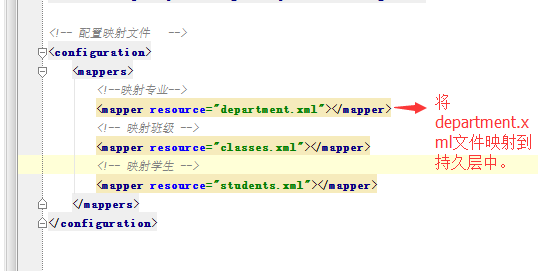 <!-- 配置映射文件   -->
<configuration>
<mappers>
<!--映射专业-->
<mapper resource="department.xml"></mapper>
<!-- 映射班级 -->
<mapper resource="classes.xml"></mapper>
<!-- 映射学生 -->
<mapper resource="students.xml"></mapper>
</mappers>
</configuration>
将
department.x
ml文件映射到
持久层中。